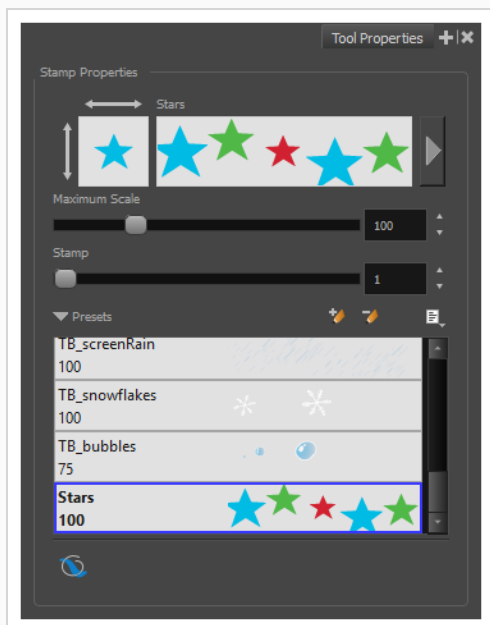 Tool Properties
Stamp Properties
Stars
Maximum Scale
100
Stamp
1
Presets
TB_screenRain
100
TB_snowflakes
100
TB_bubbles
75
Stars
100